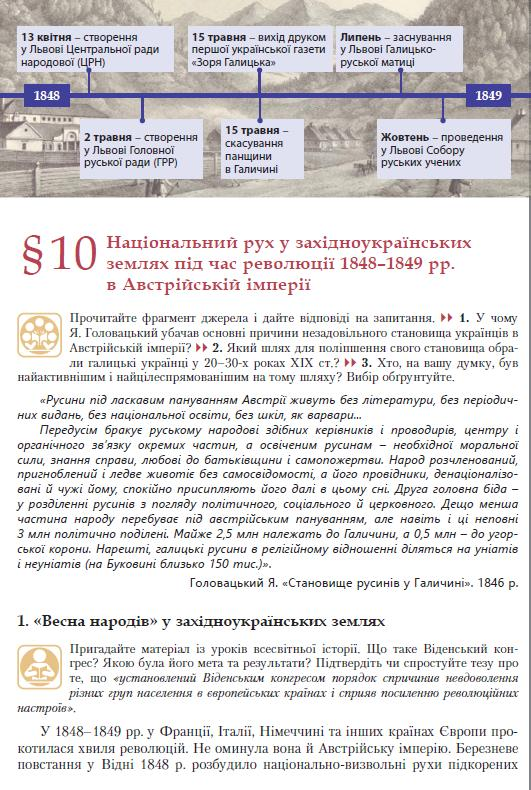 13 квітня – створення
у Львові Центральної ради
народової (ЦРН)
15 травня – вихід друком
першої української газети
«Зоря Галицька»
Липень – заснування
у Львові Галицько-
руської матиці
1848
1849
2 травня – створення
у Львові Головної
руської ради (ГРР)
15 травня –
скасування
панщини
в Галичині
Жовтень – проведення
у Львові Собору
руських учених
§ 10 Національний рух у західноукраїнських
землях під час революції 1848–1849 рр.
в Австрійській імперії
Прочитайте фрагмент джерела і дайте відповіді на запитання. 1. У чому
Я. Головацький убачав основні причини незадовільного становища українців в
Австрійській імперії? 2. Який шлях для поліпшення свого становища обра-
ли галицькі українці у 20–30-х роках XIX ст.? 3. Хто, на вашу думку, був
найактивнішим і найцілеспрямованішим на тому шляху? Вибір обґрунтуйте.
«Русини під ласкавим пануванням Австрії живуть без літератури, без періодич-
них видань, без національної освіти, без шкіл, як варвари...
Передусім бракує руському народові здібних керівників і проводирів, центру і
органічного зв'язку окремих частин, а освіченим русинам – необхідної моральної
сили, знання справи, любові до батьківщини і самопожертви. Народ розчленований,
пригноблений і ледве животіє без самосвідомості, а його провідники, денаціоналізо-
вані й чужі йому, спокійно присипляють його далі в цьому сні. Друга головна біда –
у розділенні русинів з погляду політичного, соціального й церковного. Дещо менша
частина народу перебуває під австрійським пануванням, але навіть і ці неповні
3 млн політично поділені. Майже 2,5 млн належать до Галичини, а 0,5 млн – до угор-
ської корони. Нарешті, галицькі русини в релігійному відношенні діляться на уніатів
і неуніатів (на Буковині близько 150 тис.)».
Головацький Я. «Становище русинів у Галичині». 1846 р.
1. «Весна народів» у західноукраїнських землях
Пригадайте матеріал із уроків всесвітньої історії. Що таке Віденський кон-
грес? Якою була його мета та результати? Підтвердіть чи спростуйте тезу про
те, що «установлений Віденським конгресом порядок спричинив невдоволення
різних груп населення в європейських країнах і сприяв посиленню революційних
настроїв».
У 1848–1849 рр. у Франції, Італії, Німеччині та інших країнах Європи про-
котилася хвиля революцій. Не оминула вона й Австрійську імперію. Березневе
повстання у Відні 1848 р. розбудило національно-визвольні рухи підкорених